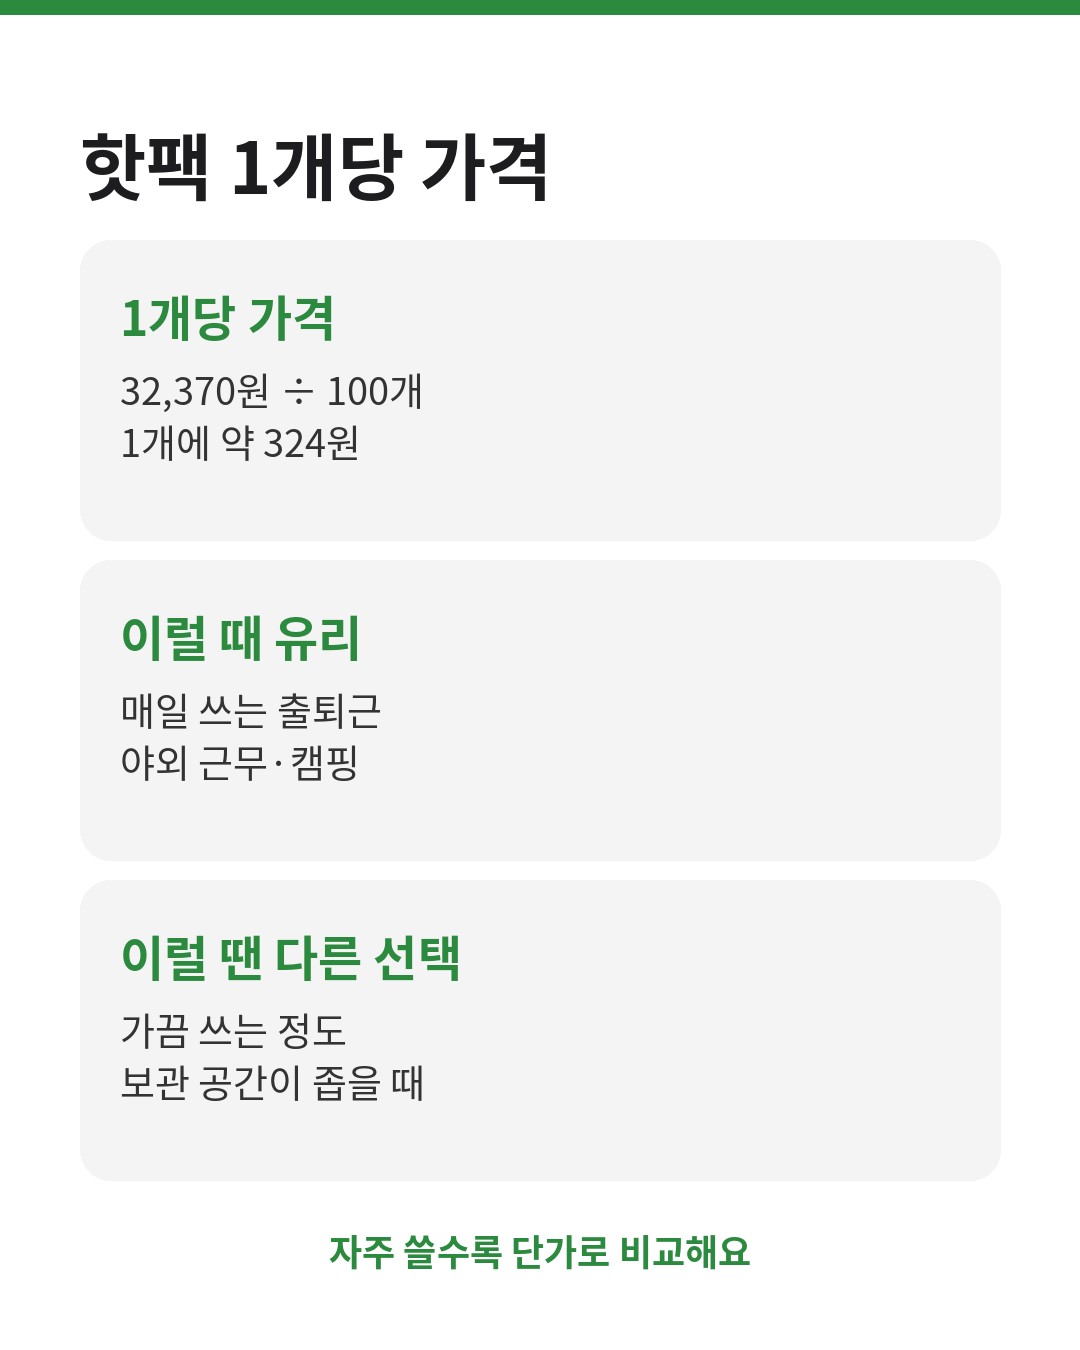 핫팩 1개당 가격
1개당 가격
32,370원 ÷ 100개
1개에 약 324원
이럴 때 유리
매일 쓰는 출퇴근
야외 근무·캠핑
이럴 땐 다른 선택
가끔 쓰는 정도
보관 공간이 좁을 때
자주 쓸수록 단가로 비교해요